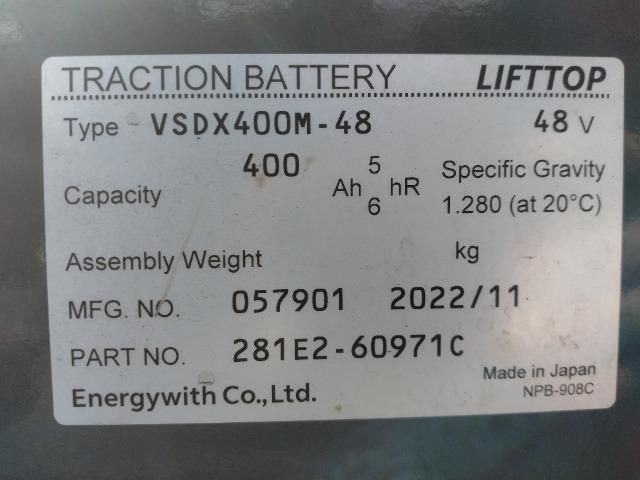 TRACTION BATTERY LIFTTOP
Type VSDX400M-48 48 V
Capacity 400 Ah 5 hR Specific Gravity
6 1.280 (at 20°C)
Assembly Weight kg
MFG. NO. 057901 2022/11
PART NO. 281E2-60971C
Made in Japan
Energywith Co.,Ltd. NPB-908C